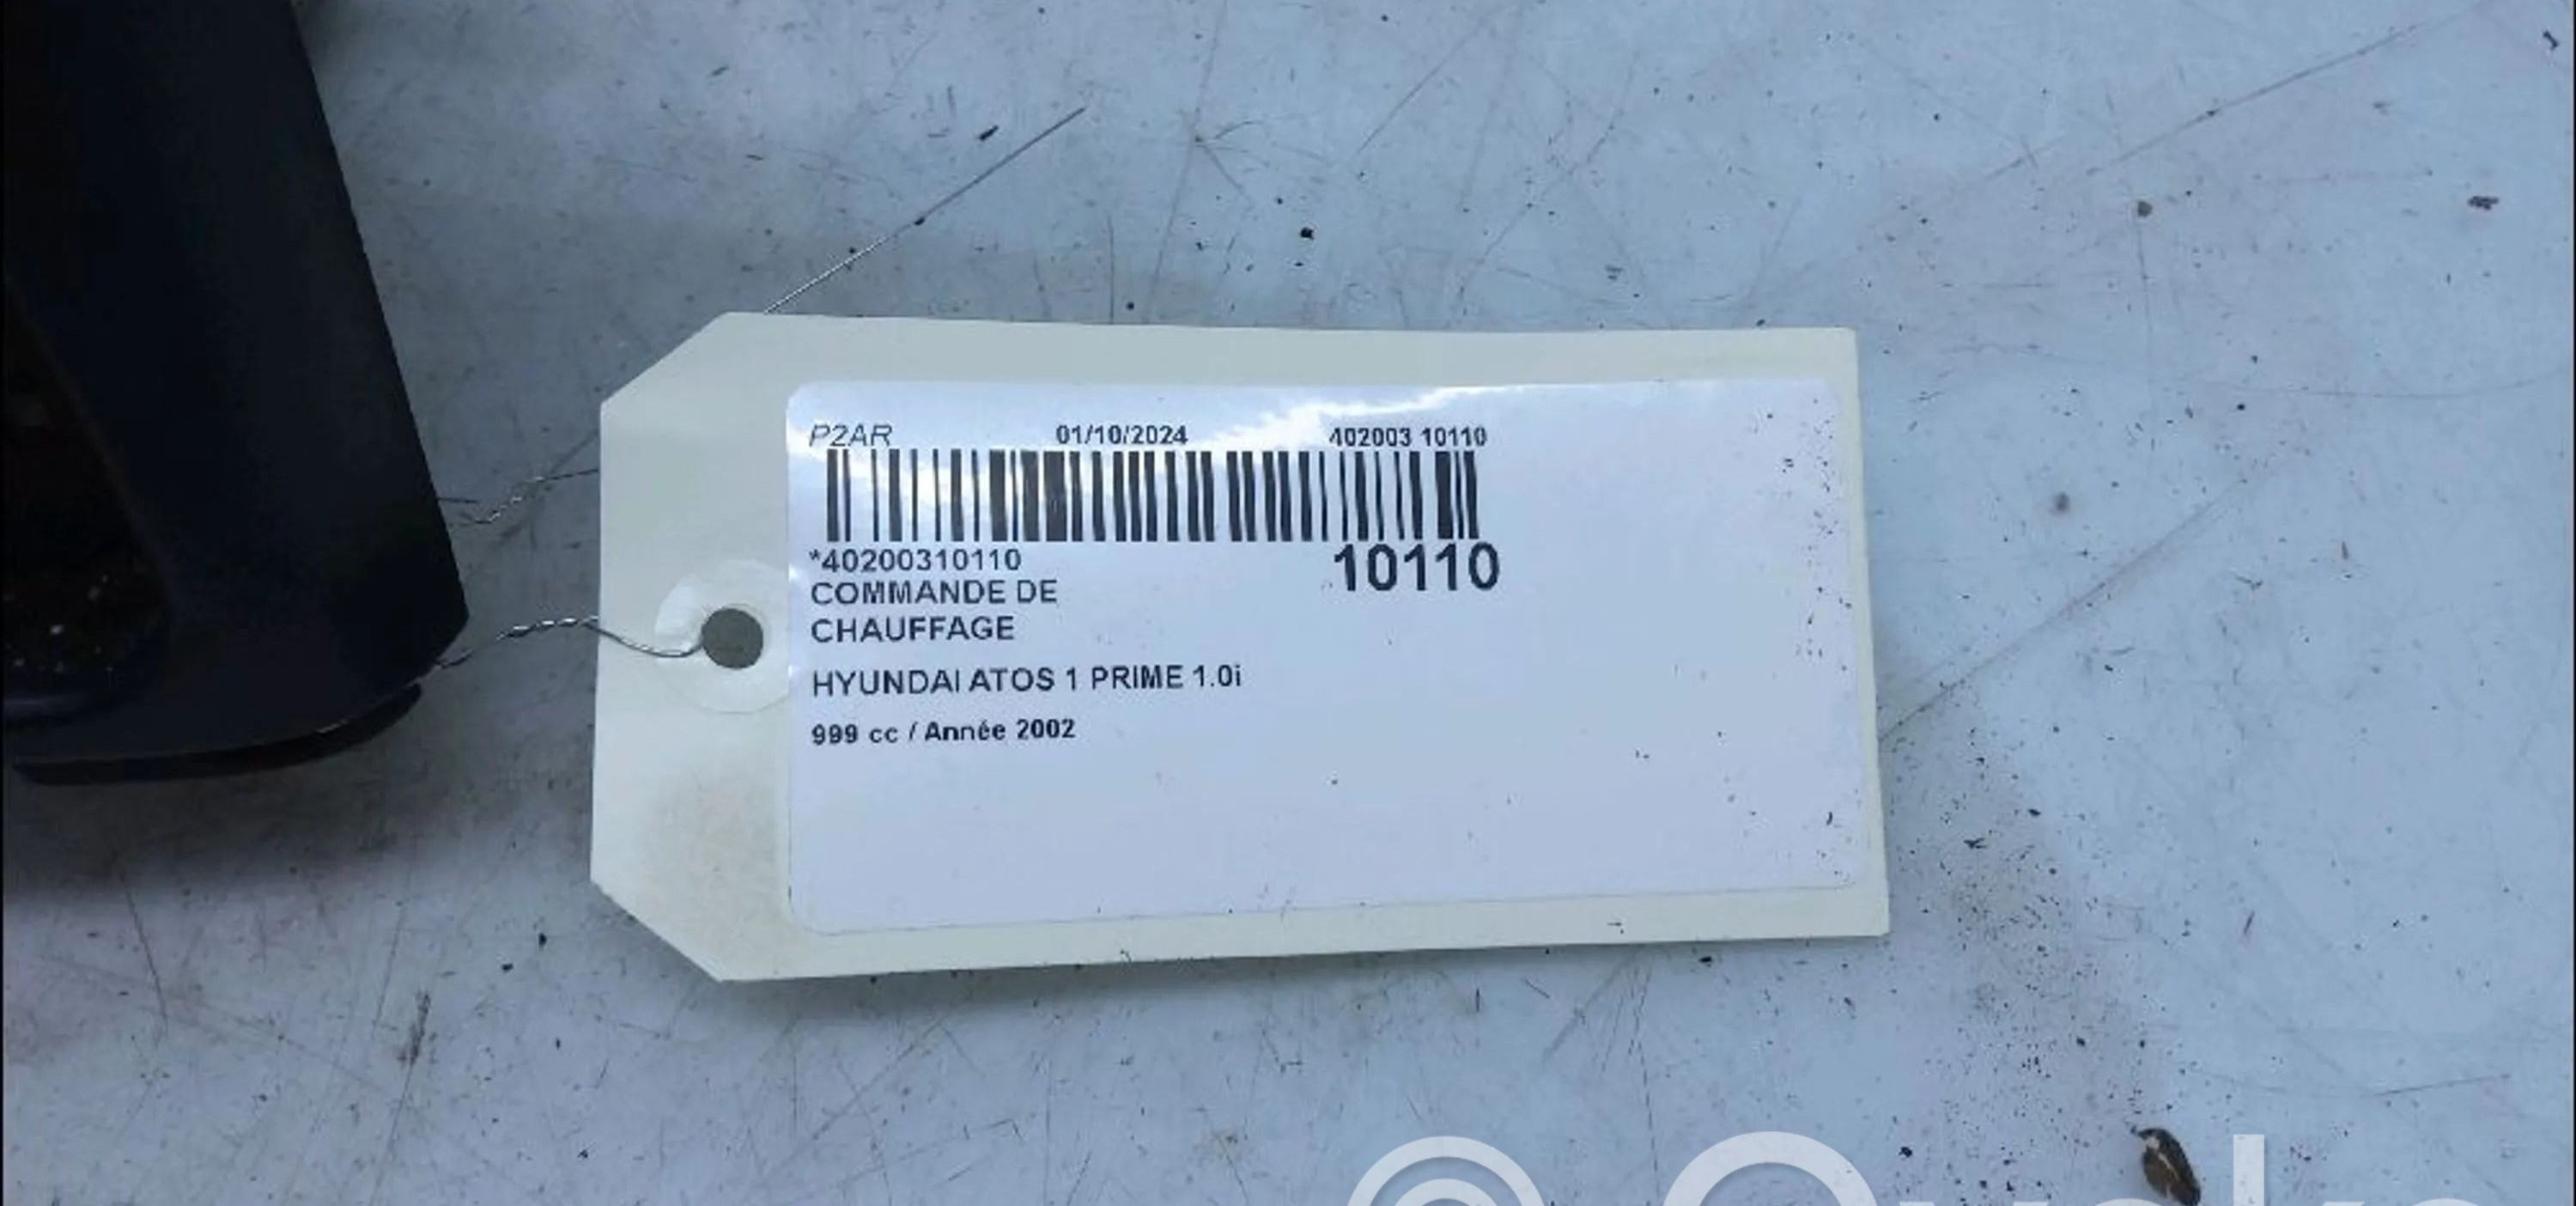 P2AR 01/10/2024 402003 10110
*40200310110 10110
COMMANDE DE
CHAUFFAGE
HYUNDAI ATOS 1 PRIME 1.0i
999 cc / Année 2002